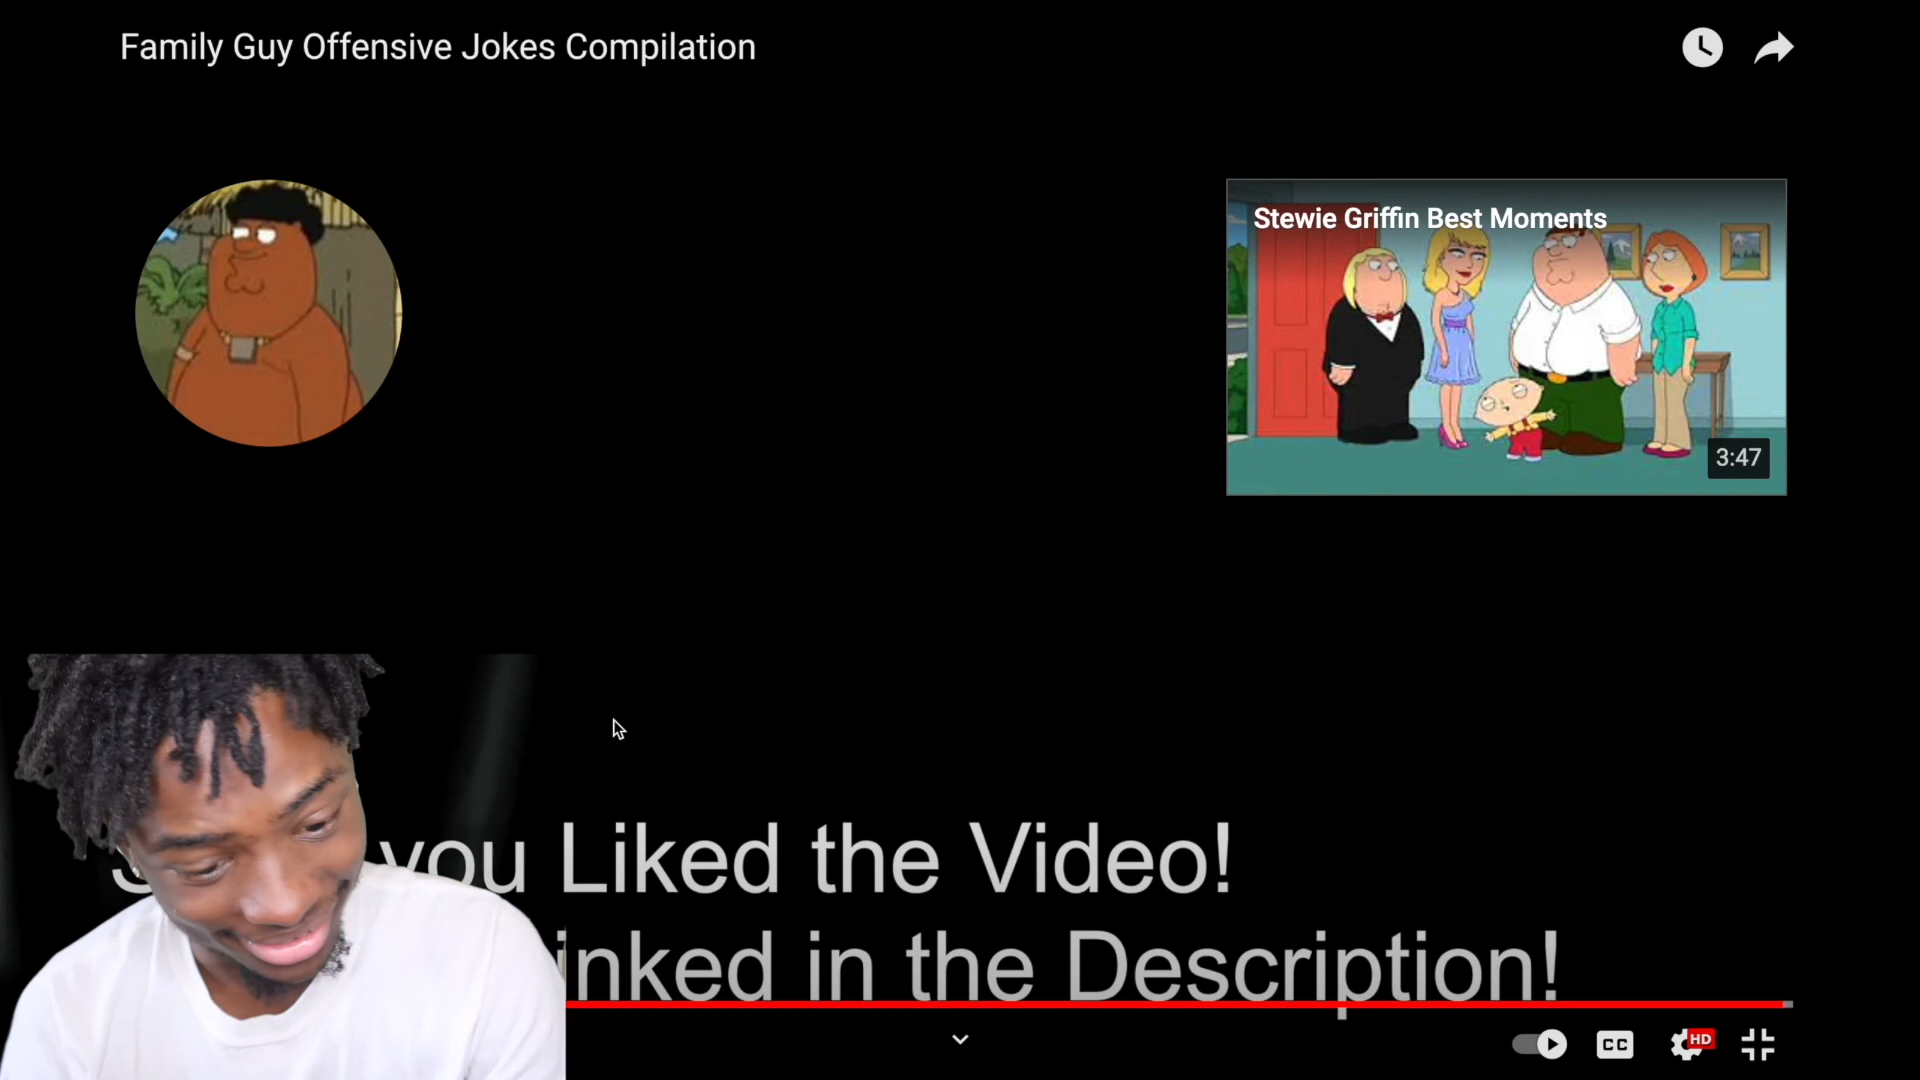 Family Guy Offensive Jokes Compilation
Stewie Griffin Best Moments
3:47
you Liked the Video!
inked in the Description!
CC
HD